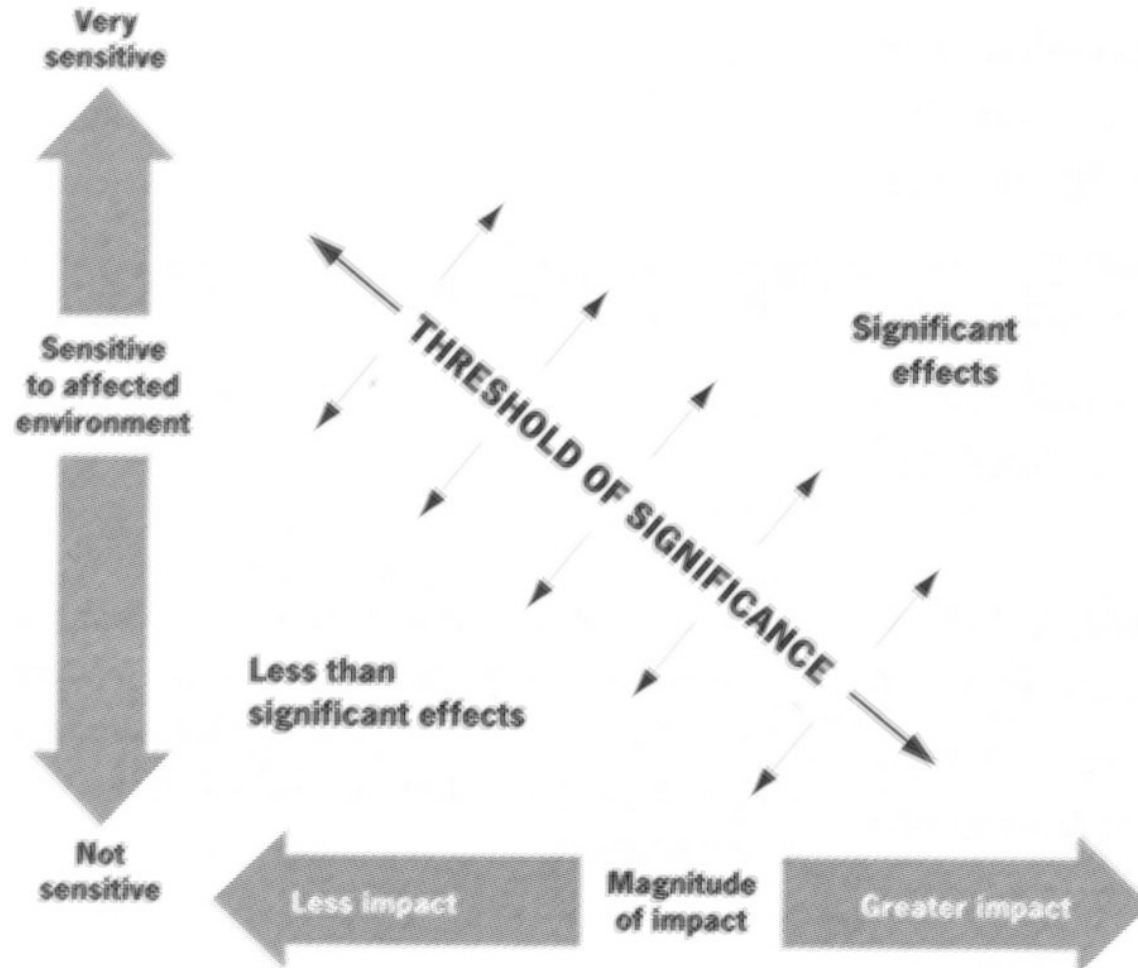 Very
sensitive
Sensitive
to affected
environment
THRESHOLD OF SIGNIFICANCE
Significant
effects
Less than
significant effects
Not
sensitive
Less impact
Magnitude
of impact
Greater impact